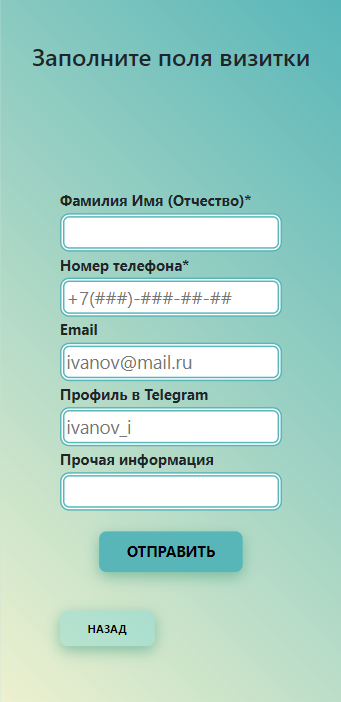 Заполните поля визитки
Фамилия Имя (Отчество)*
Номер телефона*
+7(###)-###-##-##
Email
ivanov@mail.ru
Профиль в Telegram
ivanov_i
Прочая информация
ОТПРАВИТЬ
НАЗАД